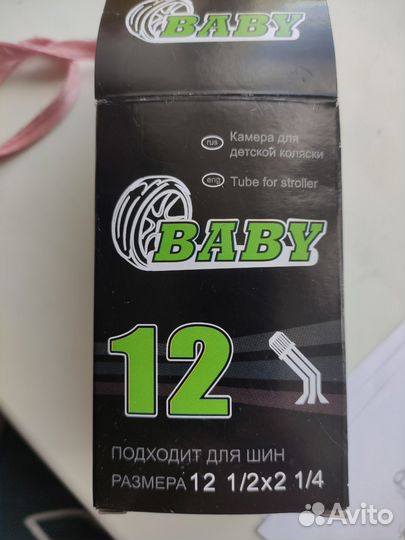 BABY
rus Камера для
детской коляски
eng Tube for stroller
BABY
12
ПОДХОДИТ ДЛЯ ШИН
РАЗМЕРА 12 1/2x2 1/4
Avito